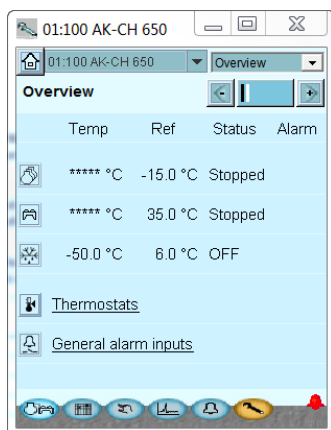 01:100 AK-CH 650
01:100 AK-CH 650 Overview
Overview
Temp Ref Status Alarm
***** °C -15.0 °C Stopped
***** °C 35.0 °C Stopped
-50.0 °C 6.0 °C OFF
Thermostats
General alarm inputs